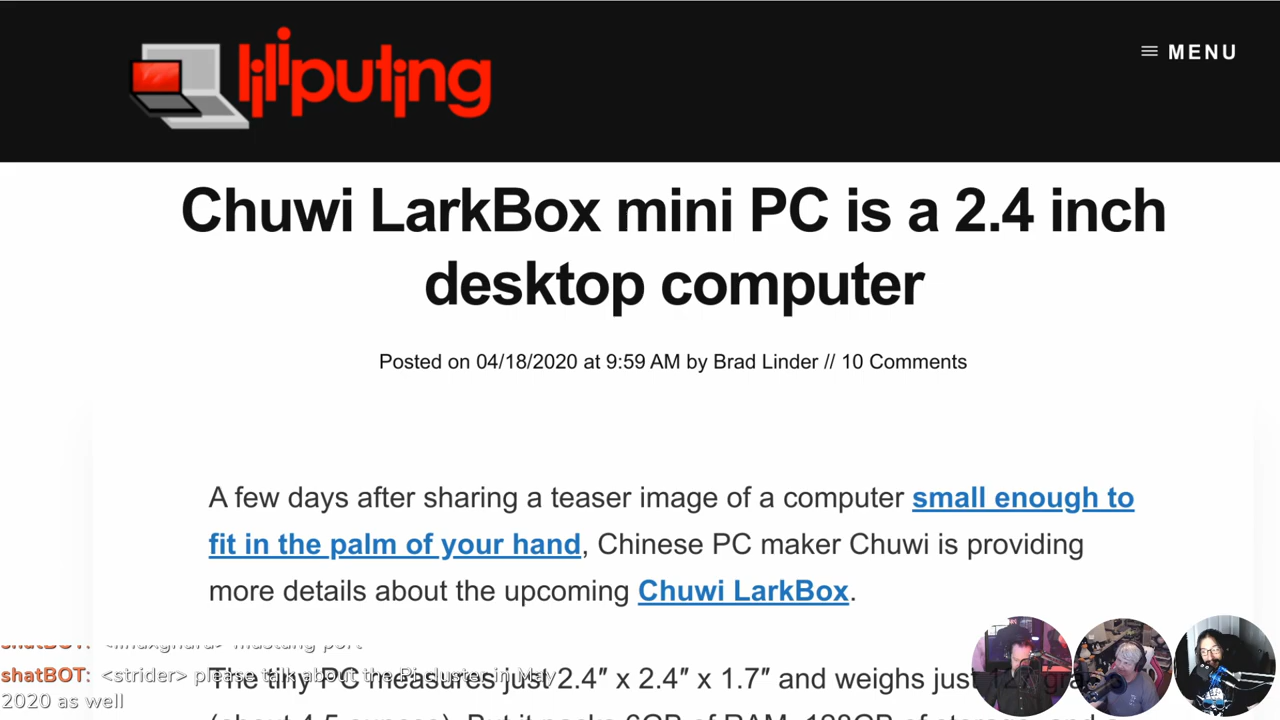 liliputing
MENU
Chuwi LarkBox mini PC is a 2.4 inch
desktop computer
Posted on 04/18/2020 at 9:59 AM by Brad Linder // 10 Comments
A few days after sharing a teaser image of a computer small enough to
fit in the palm of your hand, Chinese PC maker Chuwi is providing
more details about the upcoming Chuwi LarkBox.
The tiny PC measures just 2.4″ x 2.4″ x 1.7″ and weighs just
shatBOT: <strider> please talk about the Pi cluster in May
2020 as well